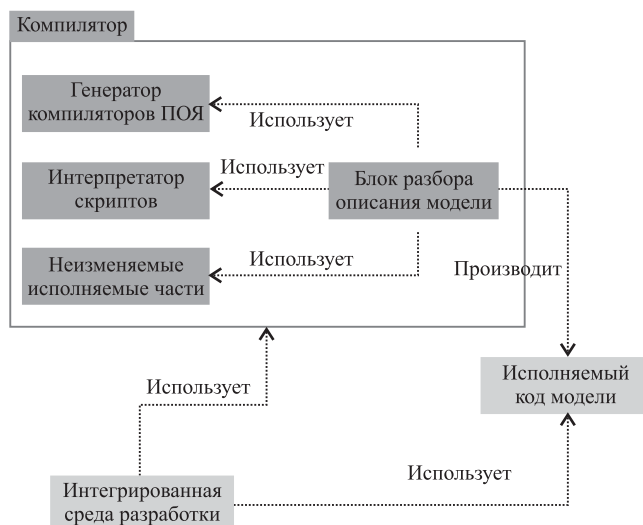 Компилятор
Генератор
компиляторов ПОЯ
Использует
Интерпретатор
скриптов
Использует
Блок разбора
описания модели
Неизменяемые
исполняемые части
Использует
Производит
Использует
Исполняемый
код модели
Интегрированная
среда разработки
Использует